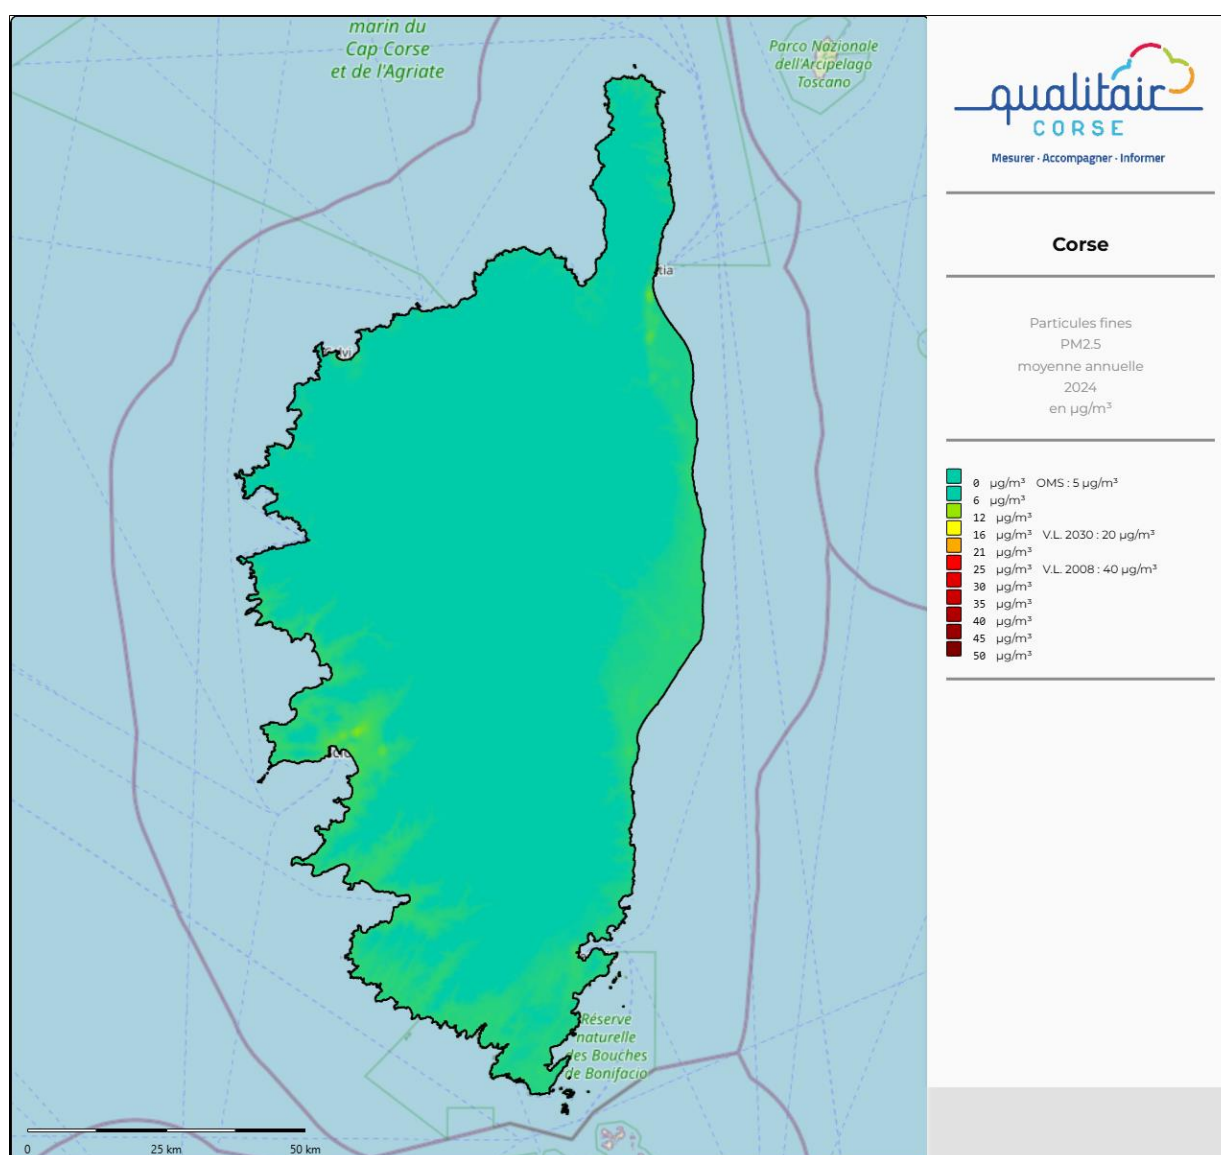 marin du
Cap Corse
et de l'Agriate
Parco Nazionale
dell'Arcipelago
Toscano
tia
Calvi
Réserve
naturelle
des Bouches
de Bonifacio
0 25 km 50 km
qualitair
CORSE
Mesurer · Accompagner · Informer
Corse
Particules fines
PM2.5
moyenne annuelle
2024
en µg/m³
0 µg/m³ OMS : 5 µg/m³
6 µg/m³
12 µg/m³
16 µg/m³ V.L. 2030 : 20 µg/m³
21 µg/m³
25 µg/m³ V.L. 2008 : 40 µg/m³
30 µg/m³
35 µg/m³
40 µg/m³
45 µg/m³
50 µg/m³